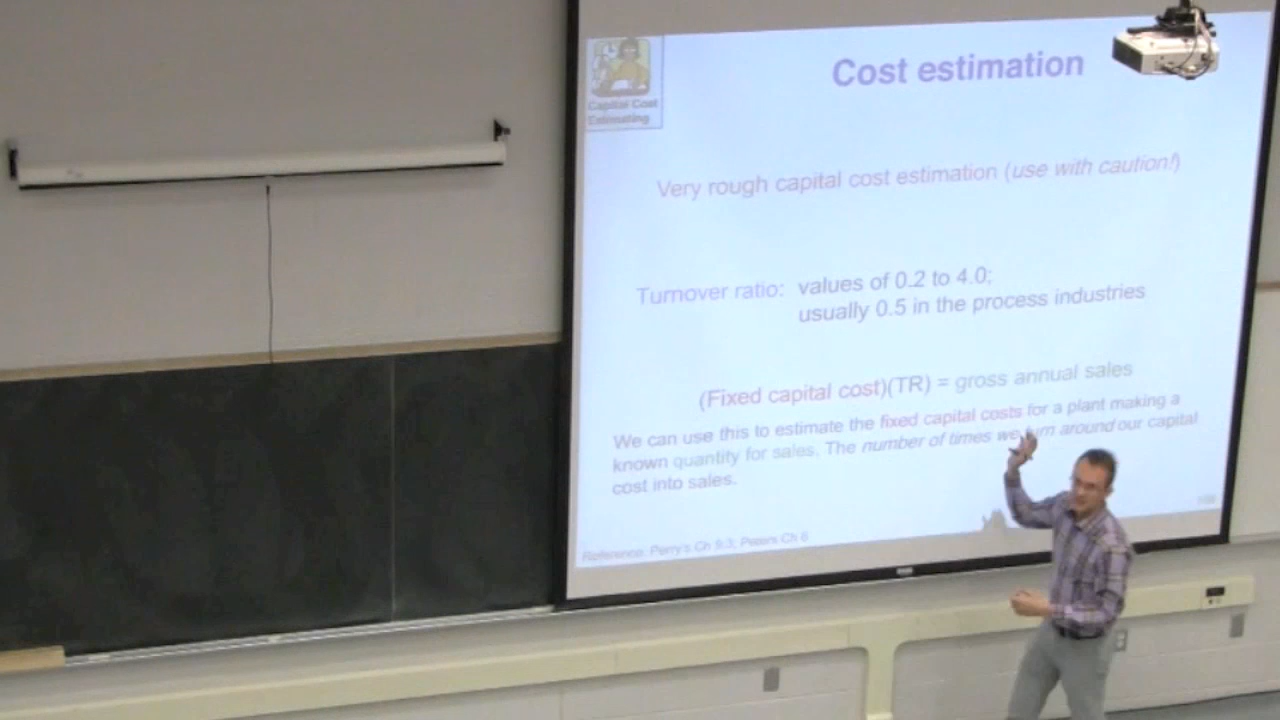 Cost estimation
Capital Cost
Estimating
Very rough capital cost estimation (use with caution!)
Turnover ratio: values of 0.2 to 4.0;
usually 0.5 in the process industries
(Fixed capital cost)(TR) = gross annual sales
We can use this to estimate the fixed capital costs for a plant making a
known quantity for sales. The number of times we turn around our capital
cost into sales.
Reference: Perry's Ch 9.3; Peters Ch 6